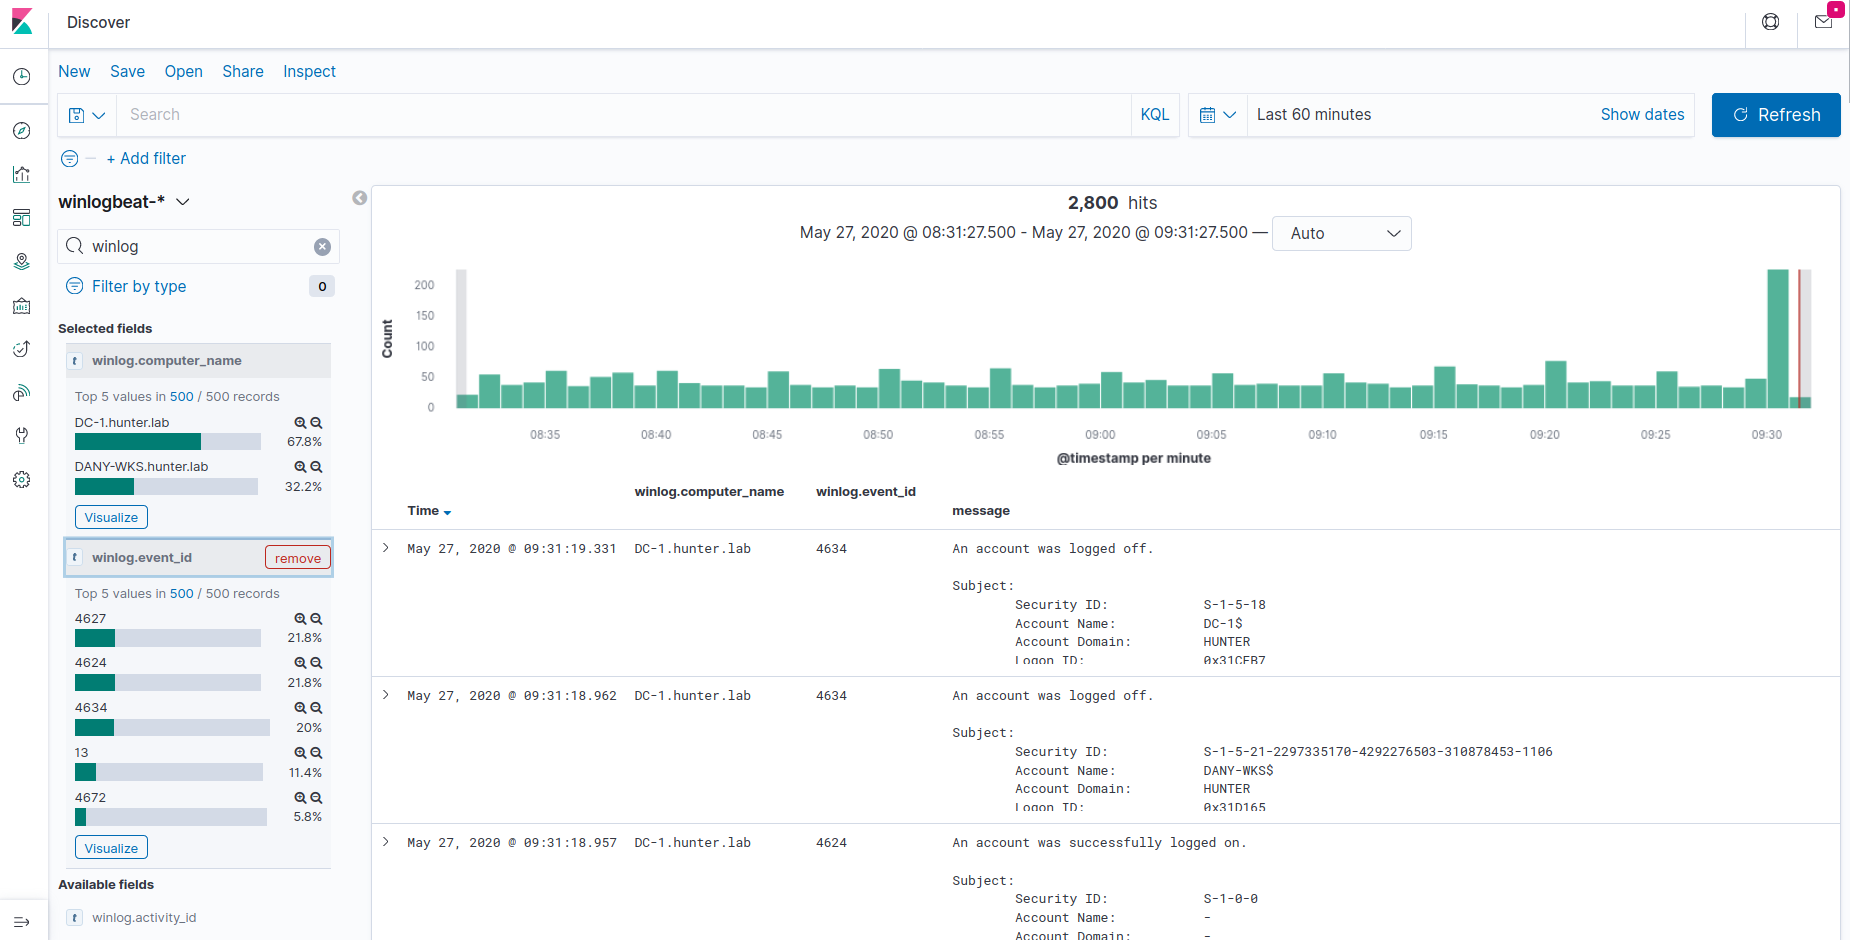 Discover
New Save Open Share Inspect
Search KQL Last 60 minutes Show dates Refresh
+ Add filter
winlogbeat-*
winlog
Filter by type 0
Selected fields
t winlog.computer_name
Top 5 values in 500 / 500 records
DC-1.hunter.lab
67.8%
DANY-WKS.hunter.lab
32.2%
Visualize
t winlog.event_id remove
Top 5 values in 500 / 500 records
4627
21.8%
4624
21.8%
4634
20%
13
11.4%
4672
5.8%
Visualize
Available fields
t winlog.activity_id
2,800 hits
May 27, 2020 @ 08:31:27.500 - May 27, 2020 @ 09:31:27.500 — Auto
Count
200
150
100
50
0
08:35 08:40 08:45 08:50 08:55 09:00 09:05 09:10 09:15 09:20 09:25 09:30
@timestamp per minute
Time winlog.computer_name winlog.event_id message
May 27, 2020 @ 09:31:19.331 DC-1.hunter.lab 4634 An account was logged off.
Subject:
Security ID: S-1-5-18
Account Name: DC-1$
Account Domain: HUNTER
Logon ID: 0x31CEB7
May 27, 2020 @ 09:31:18.962 DC-1.hunter.lab 4634 An account was logged off.
Subject:
Security ID: S-1-5-21-2297335170-4292276503-310878453-1106
Account Name: DANY-WKS$
Account Domain: HUNTER
Logon ID: 0x31D165
May 27, 2020 @ 09:31:18.957 DC-1.hunter.lab 4624 An account was successfully logged on.
Subject:
Security ID: S-1-0-0
Account Name: -
Account Domain: -